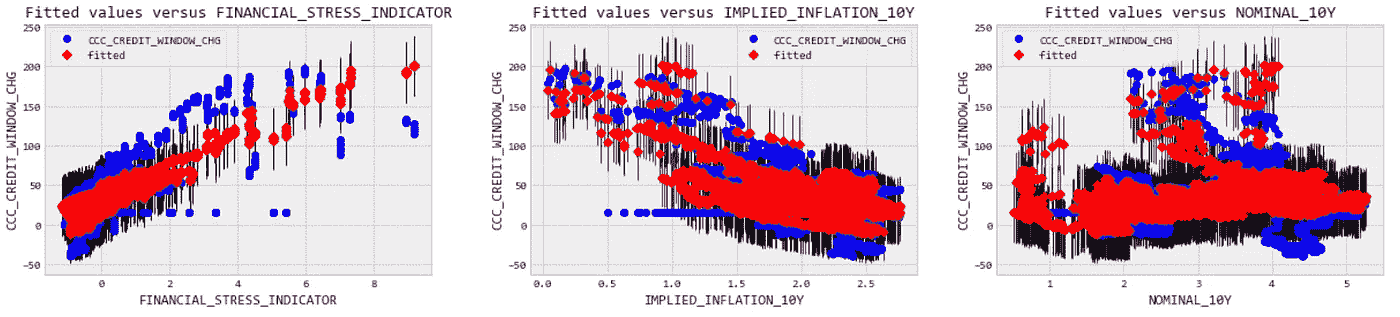 Fitted values versus FINANCIAL_STRESS_INDICATOR
250
200
150
100
50
0
−50
CCC_CREDIT_WINDOW_CHG
CCC_CREDIT_WINDOW_CHG
fitted
0 2 4 6 8
FINANCIAL_STRESS_INDICATOR
Fitted values versus IMPLIED_INFLATION_10Y
250
200
150
100
50
0
−50
CCC_CREDIT_WINDOW_CHG
CCC_CREDIT_WINDOW_CHG
fitted
0.0 0.5 1.0 1.5 2.0 2.5
IMPLIED_INFLATION_10Y
Fitted values versus NOMINAL_10Y
250
200
150
100
50
0
−50
CCC_CREDIT_WINDOW_CHG
CCC_CREDIT_WINDOW_CHG
fitted
1 2 3 4 5
NOMINAL_10Y